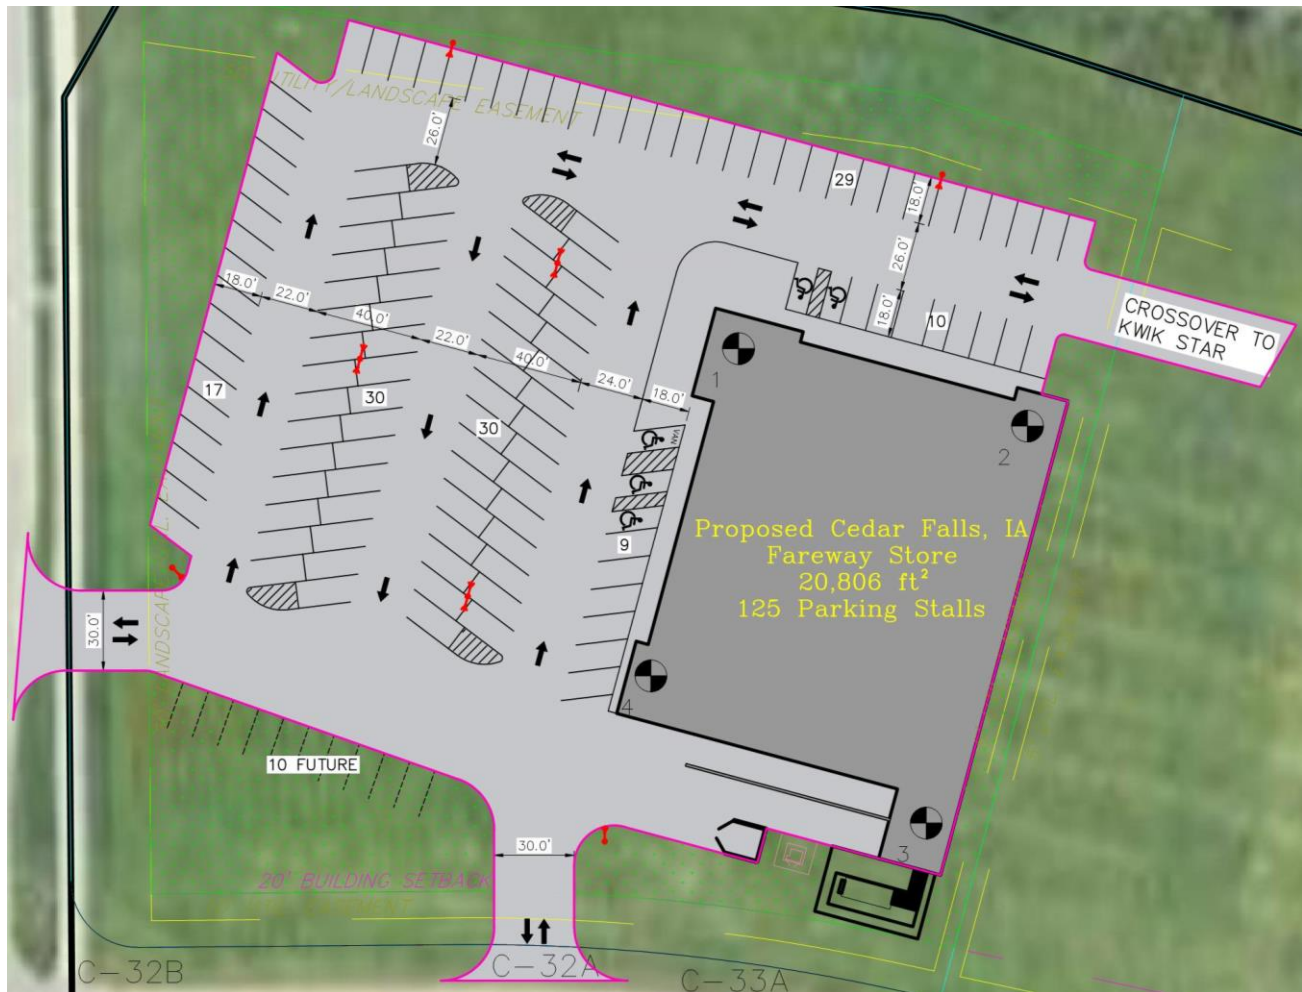 UTILITY/LANDSCAPE EASEMENT
26.0'
29
18.0'
26.0'
18.0'
10
CROSSOVER TO
KWIK STAR
18.0'
22.0'
40.0'
22.0'
40.0'
24.0'
18.0'
17
30
30
VAN
9
1
2
Proposed Cedar Falls, IA
Fareway Store
20,806 ft²
125 Parking Stalls
4
3
30.0'
LANDSCAPE
10 FUTURE
30.0'
20' BUILDING SETBACK
EASEMENT
C-32B
C-32A
C-33A